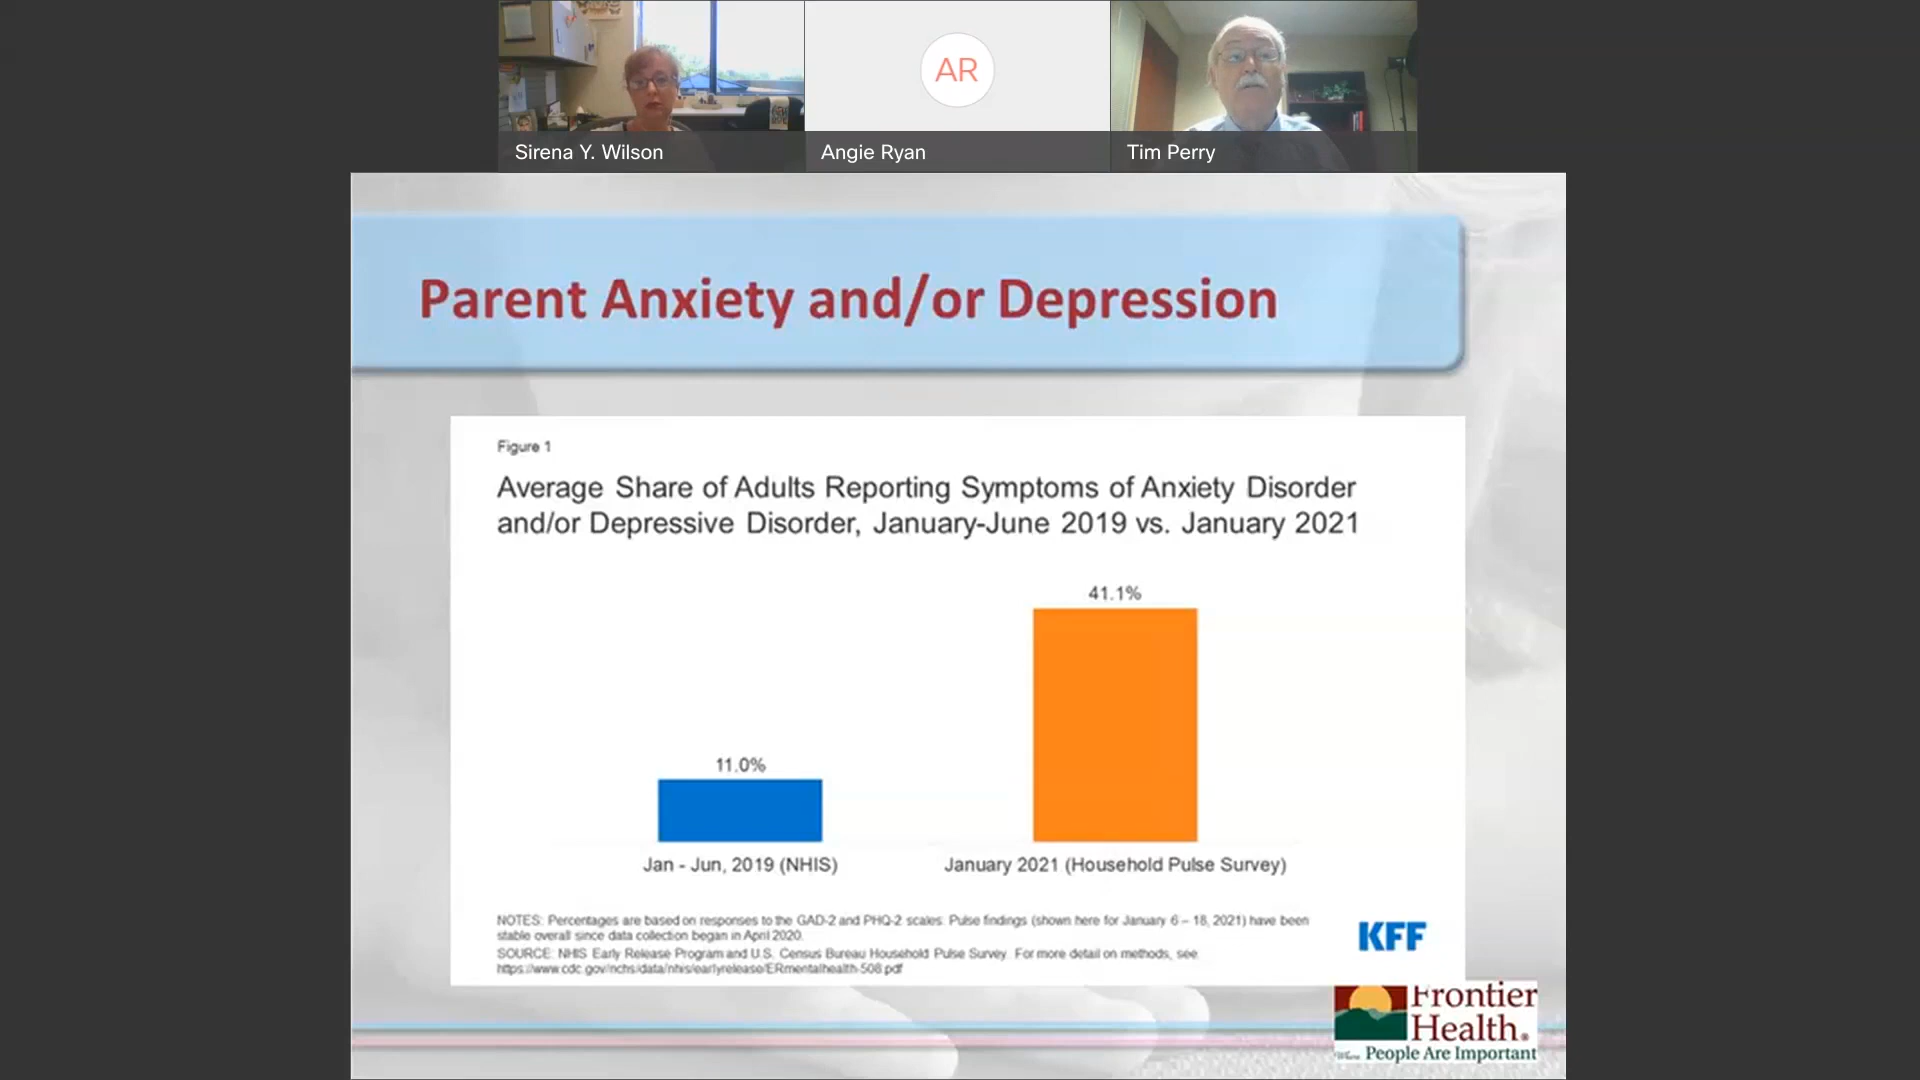 AR
Sirena Y. Wilson
Angie Ryan
Tim Perry
Parent Anxiety and/or Depression
Figure 1
Average Share of Adults Reporting Symptoms of Anxiety Disorder
and/or Depressive Disorder, January-June 2019 vs. January 2021
41.1%
11.0%
Jan - Jun, 2019 (NHIS)
January 2021 (Household Pulse Survey)
NOTES: Percentages are based on responses to the GAD-2 and PHQ-2 scales. Pulse findings (shown here for January 6 – 18, 2021) have been
stable overall since data collection began in April 2020.
SOURCE: NHIS Early Release Program and U.S. Census Bureau Household Pulse Survey. For more detail on methods, see:
https://www.cdc.gov/nchs/data/nhis/earlyrelease/ERmentalhealth-508.pdf
KFF
Frontier
Health®
Where People Are Important